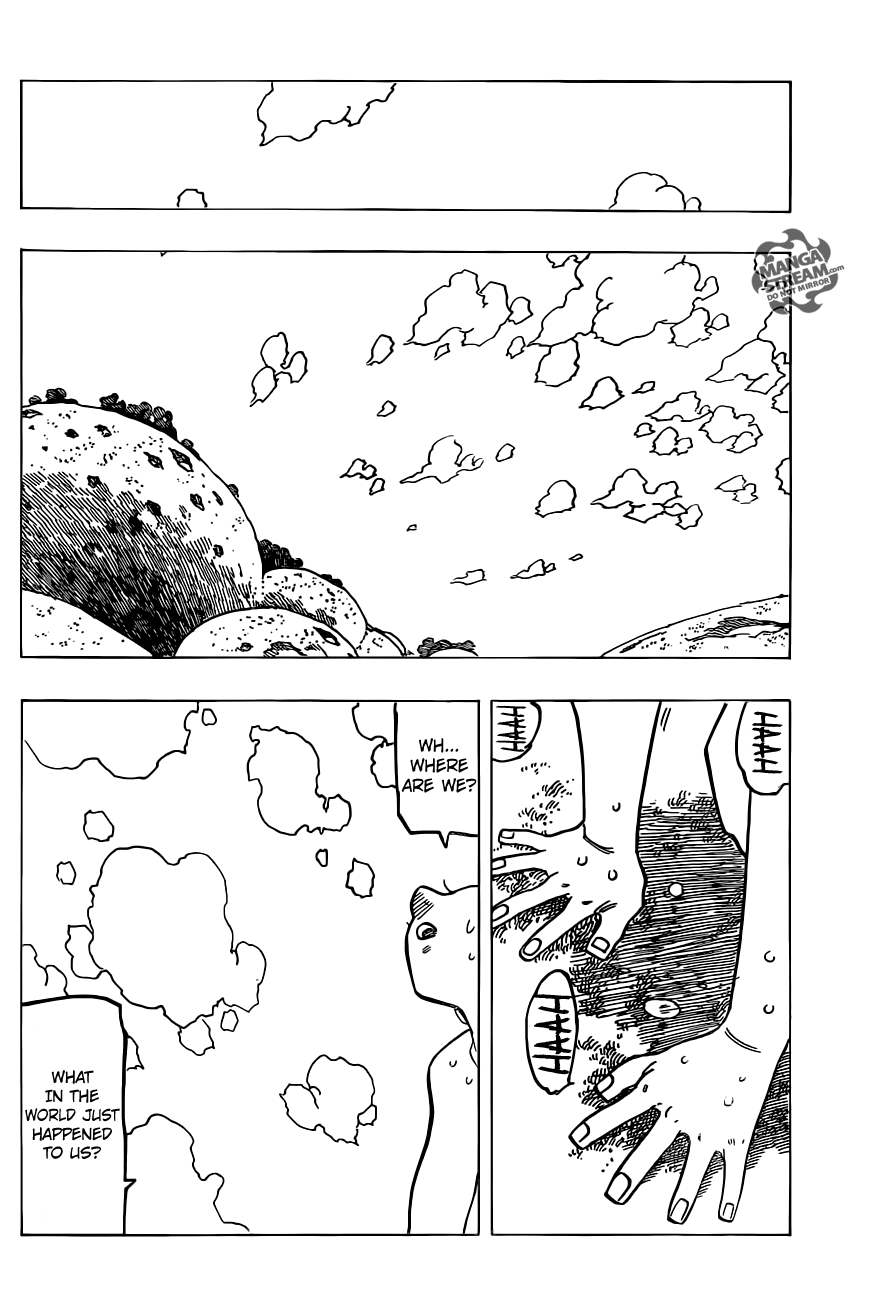 MANGA
STREAM.com
DO NOT MIRROR
HAAH
HAAH
HAAH
WH...
WHERE
ARE WE?
WHAT
IN THE
WORLD JUST
HAPPENED
TO US?